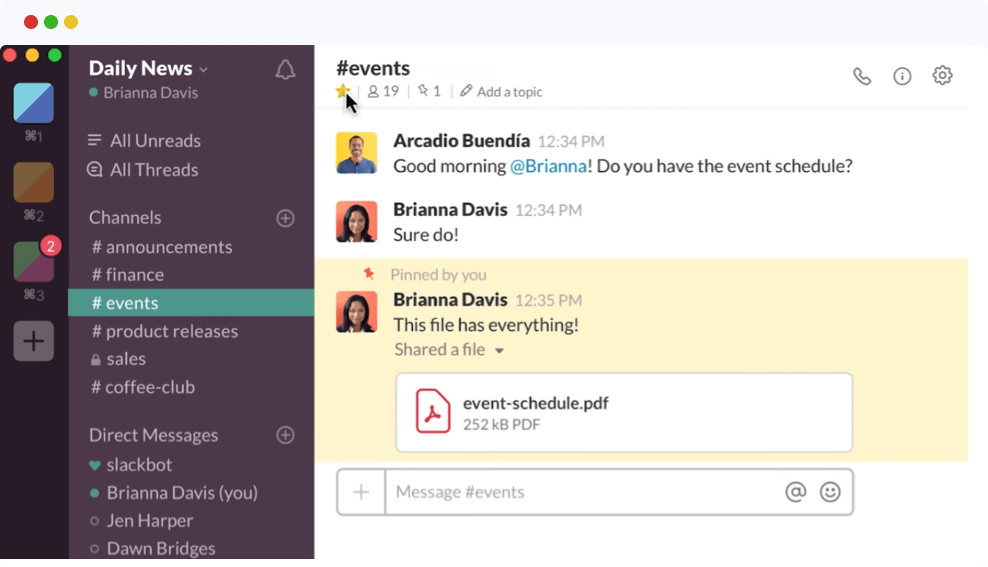 ⌘1
⌘2
2
⌘3
Daily News
Brianna Davis
All Unreads
All Threads
Channels
# announcements
# finance
# events
# product releases
sales
# coffee-club
Direct Messages
slackbot
Brianna Davis (you)
Jen Harper
Dawn Bridges
#events
19 | 1 | Add a topic
Arcadio Buendía 12:34 PM
Good morning @Brianna! Do you have the event schedule?
Brianna Davis 12:34 PM
Sure do!
Pinned by you
Brianna Davis 12:35 PM
This file has everything!
Shared a file
event-schedule.pdf
252 kB PDF
Message #events